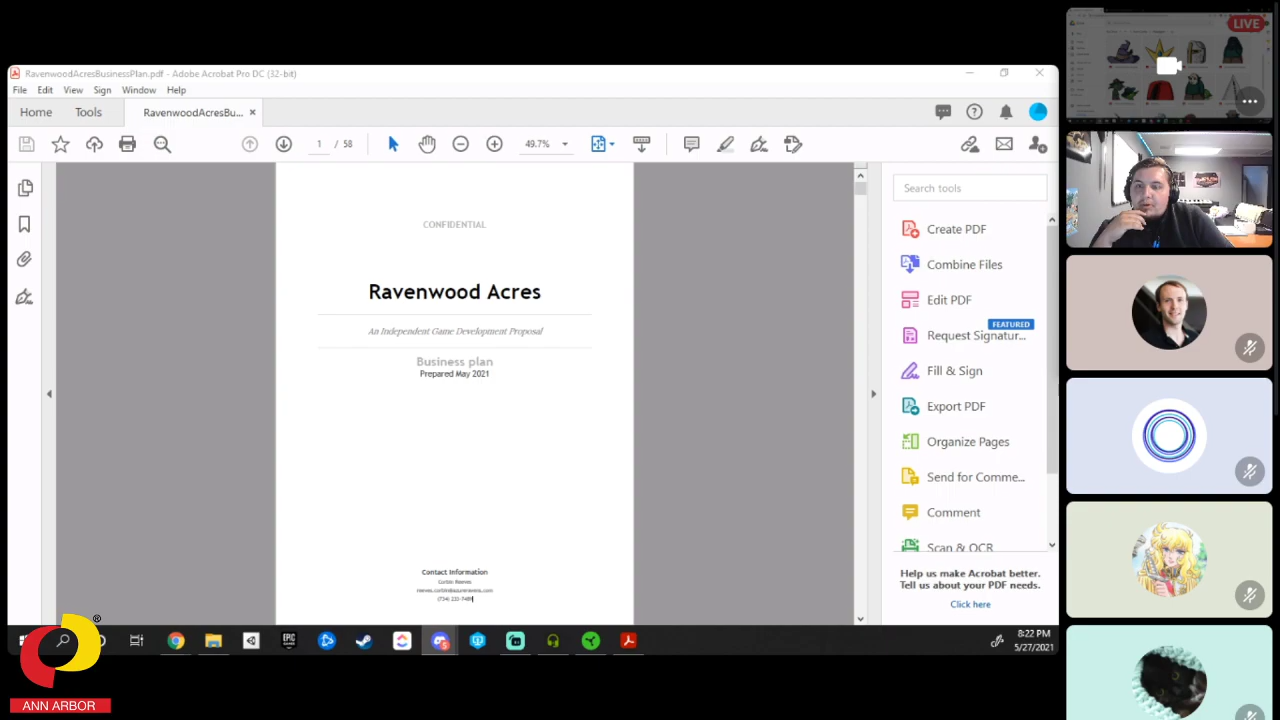 RavenwoodAcresBusinessPlan.pdf - Adobe Acrobat Pro DC (32-bit)
File Edit View Sign Window Help
Home Tools RavenwoodAcresBu... ×
1 / 58 49.7%
CONFIDENTIAL
Ravenwood Acres
An Independent Game Development Proposal
Business plan
Prepared May 2021
Contact Information
Corbin Reeves
Search tools
Create PDF
Combine Files
Edit PDF
FEATURED
Request Signatur...
Fill & Sign
Export PDF
Organize Pages
Send for Comme...
Comment
Scan & OCR
Help us make Acrobat better.
Tell us about your PDF needs.
Click here
LIVE
EPIC
GAMES
8:22 PM
5/27/2021
®
ANN ARBOR